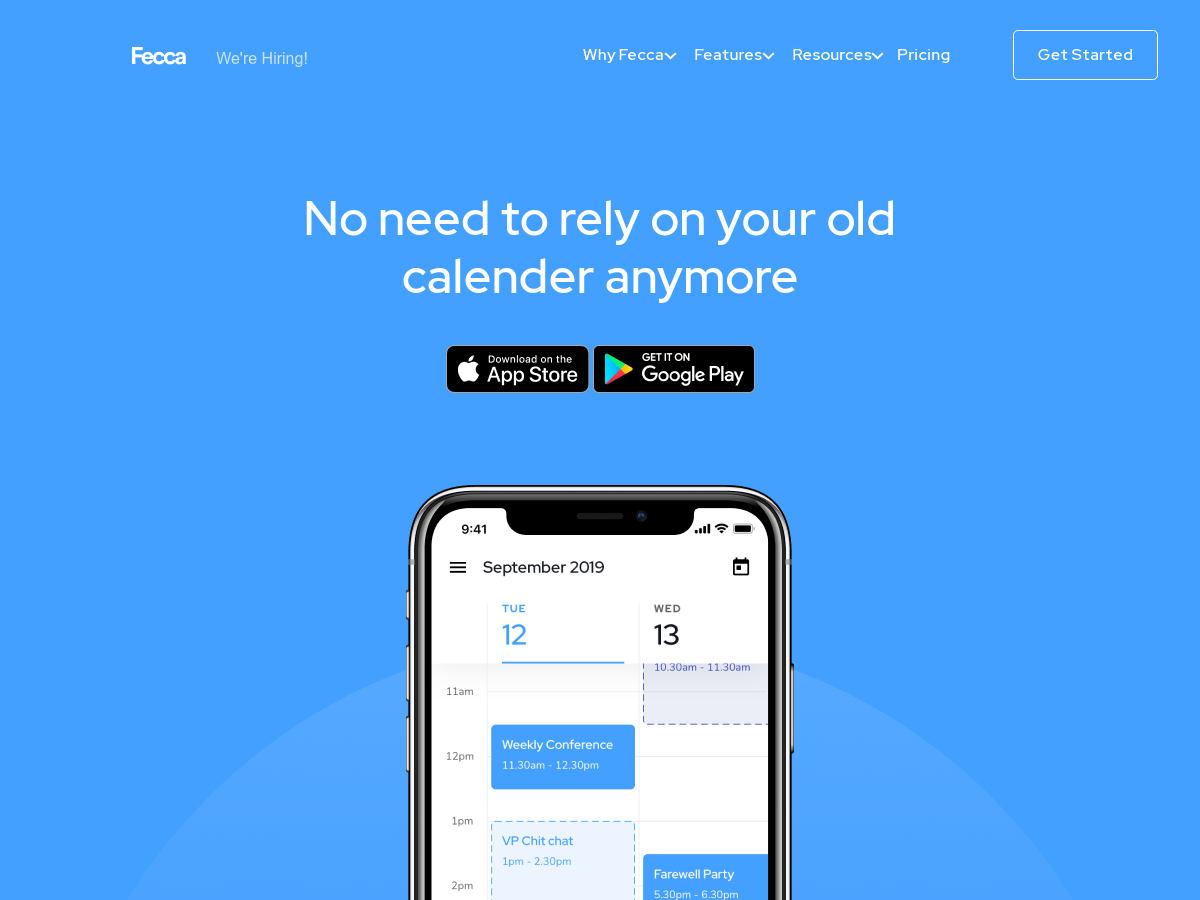 Fecca
We're Hiring!
Why Fecca
Features
Resources
Pricing
Get Started
No need to rely on your old
calender anymore
Download on the
App Store
GET IT ON
Google Play
9:41
September 2019
TUE
12
WED
13
10.30am - 11.30am
11am
Weekly Conference
11.30am - 12.30pm
12pm
1pm
VP Chit chat
1pm - 2.30pm
Farewell Party
5.30pm - 6.30pm
2pm